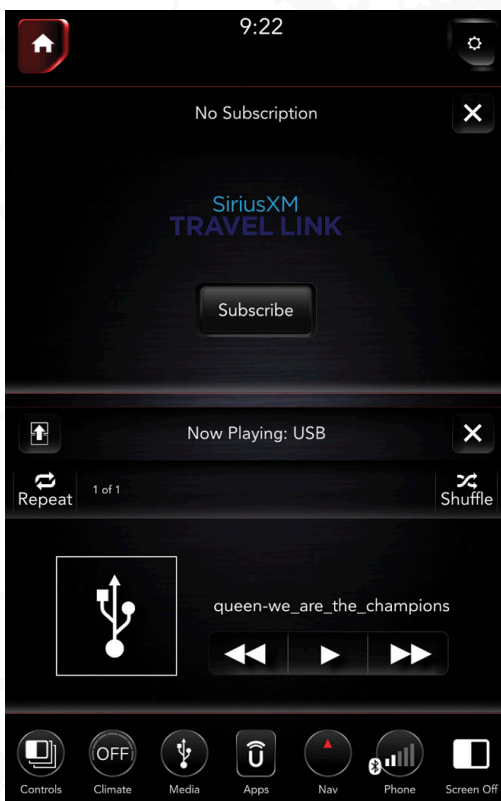 9:22
No Subscription
SiriusXM
TRAVEL LINK
Subscribe
Now Playing: USB
Repeat
1 of 1
Shuffle
queen-we_are_the_champions
OFF
Controls
Climate
Media
Apps
Nav
Phone
Screen Off